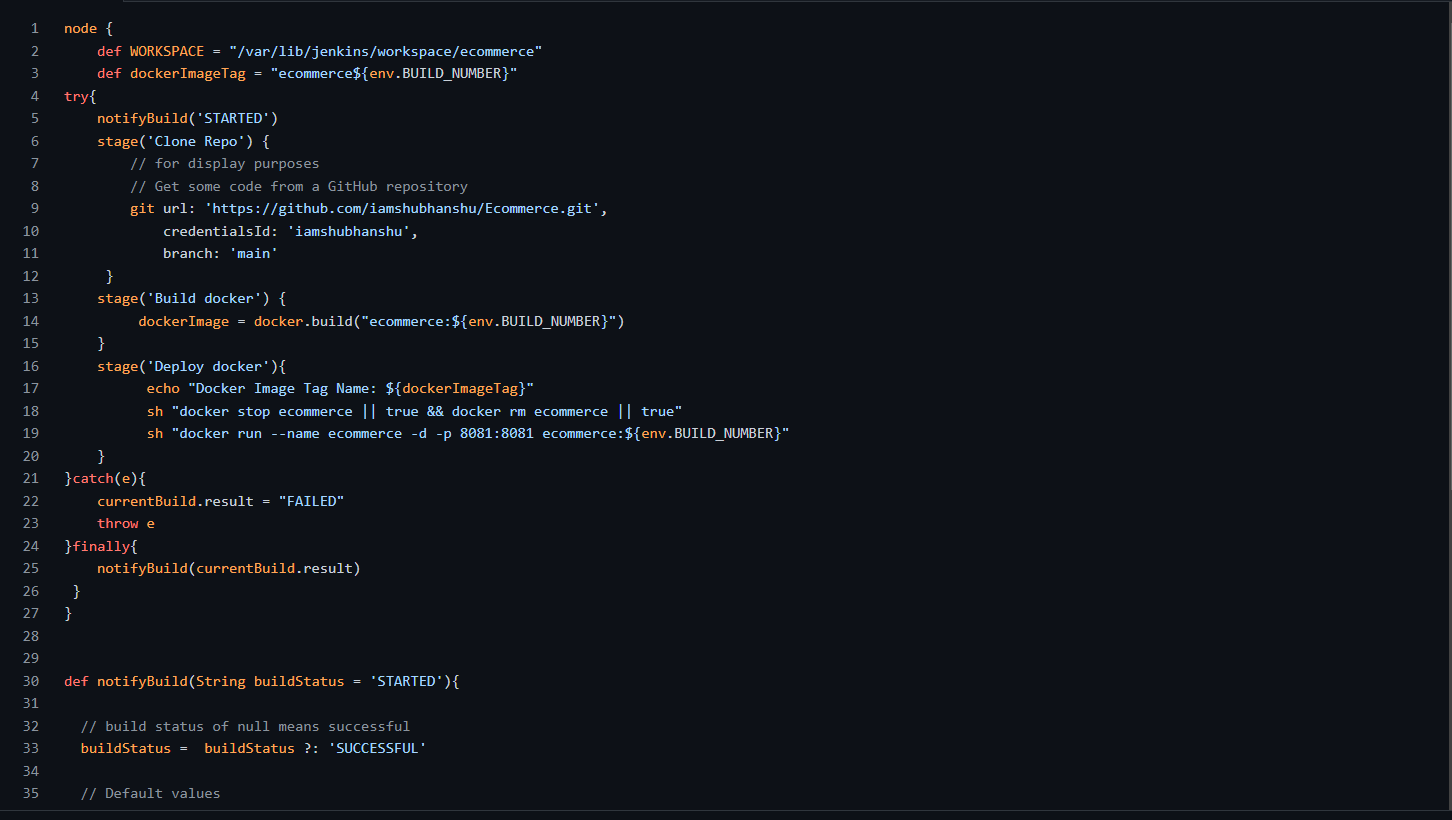 1 node {
2     def WORKSPACE = "/var/lib/jenkins/workspace/ecommerce"
3     def dockerImageTag = "ecommerce${env.BUILD_NUMBER}"
4 try{
5     notifyBuild('STARTED')
6     stage('Clone Repo') {
7         // for display purposes
8         // Get some code from a GitHub repository
9         git url: 'https://github.com/iamshubhanshu/Ecommerce.git',
10             credentialsId: 'iamshubhanshu',
11             branch: 'main'
12      }
13     stage('Build docker') {
14          dockerImage = docker.build("ecommerce:${env.BUILD_NUMBER}")
15     }
16     stage('Deploy docker'){
17           echo "Docker Image Tag Name: ${dockerImageTag}"
18           sh "docker stop ecommerce || true && docker rm ecommerce || true"
19           sh "docker run --name ecommerce -d -p 8081:8081 ecommerce:${env.BUILD_NUMBER}"
20     }
21 }catch(e){
22     currentBuild.result = "FAILED"
23     throw e
24 }finally{
25     notifyBuild(currentBuild.result)
26  }
27 }
28
29
30 def notifyBuild(String buildStatus = 'STARTED'){
31
32   // build status of null means successful
33   buildStatus =  buildStatus ?: 'SUCCESSFUL'
34
35   // Default values